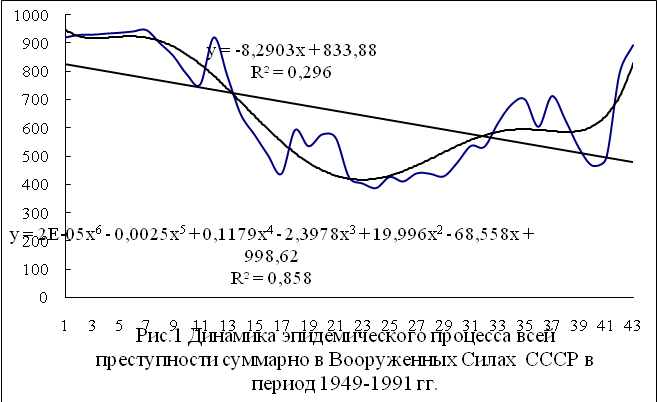 1000
900
y = -8,2903x + 833,88
R² = 0,296
800
700
600
500
400
300
y = 2E-05x⁶ - 0,0025x⁵ + 0,1179x⁴ - 2,3978x³ + 19,996x² - 68,558x +
998,62
R² = 0,858
200
100
0
1 3 5 7 9 11 13 15 17 19 21 23 25 27 29 31 33 35 37 39 41 43
Рис.1 Динамика эпидемического процесса всей
преступности суммарно в Вооруженных Силах СССР в
период 1949-1991 гг.